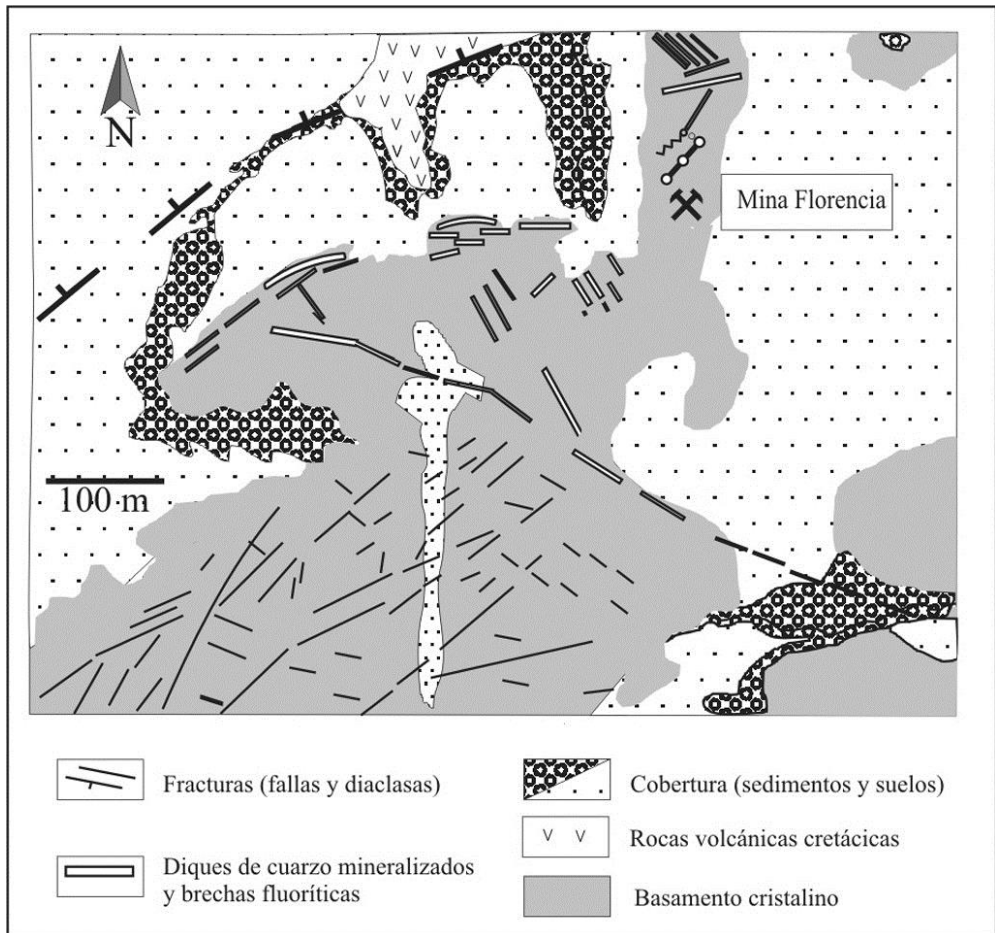 N
Mina Florencia
100 m
Fracturas (fallas y diaclasas)
Cobertura (sedimentos y suelos)
Rocas volcánicas cretácicas
Diques de cuarzo mineralizados
y brechas fluoríticas
Basamento cristalino